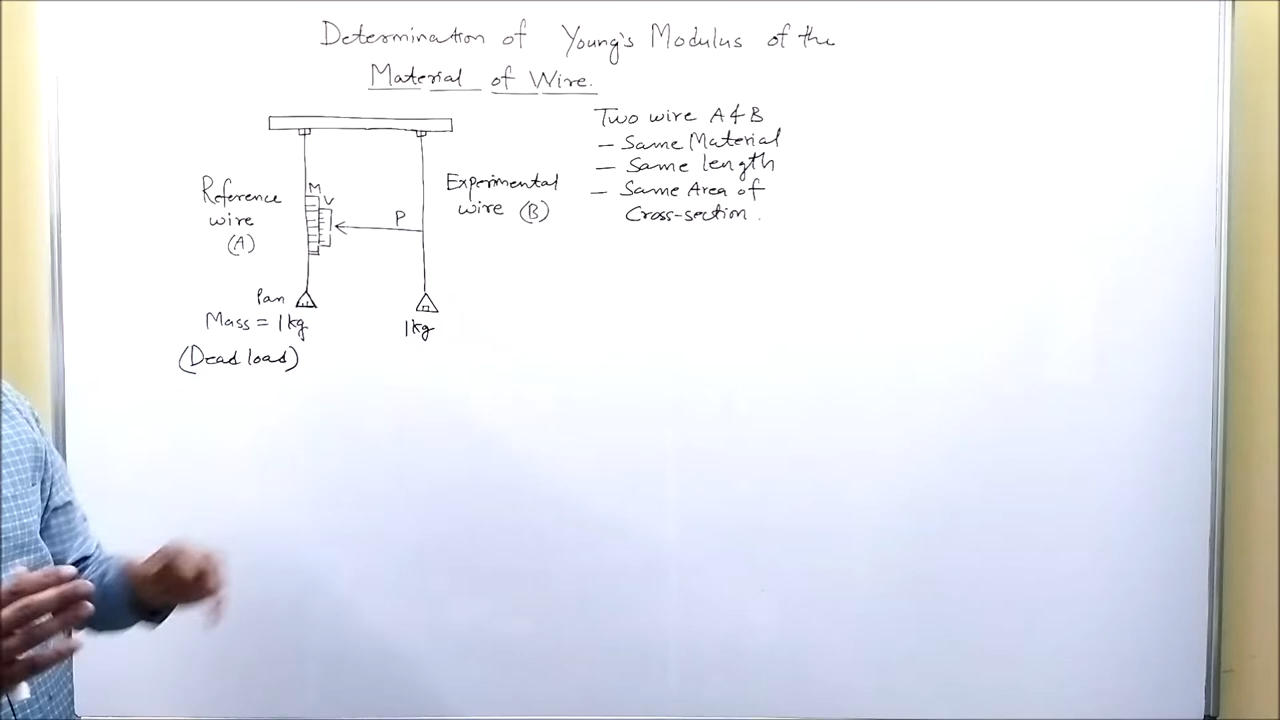 Determination of Young's Modulus of the
Material of Wire.
Two wire A & B
– Same Material
– Same length
– Same Area of
Cross-section.
Reference
wire
(A)
M
V
P
Experimental
wire (B)
Pan
Mass = 1kg
(Dead load)
1kg